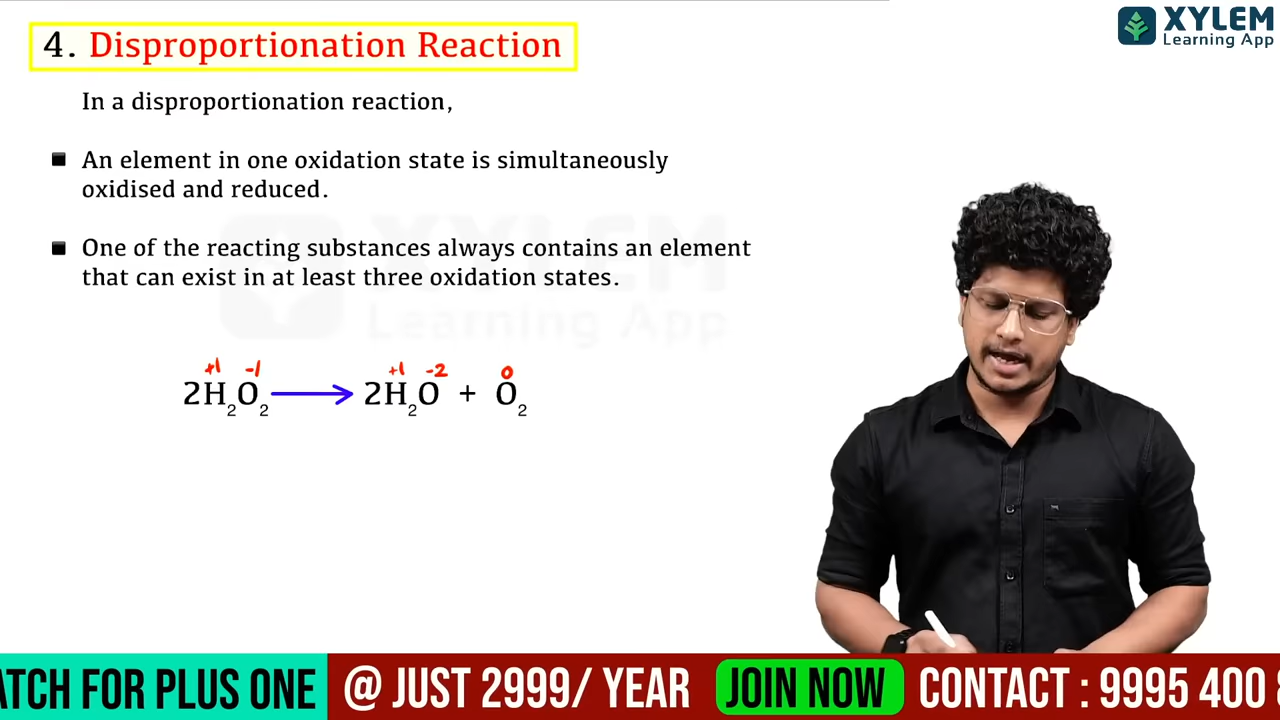 4. Disproportionation Reaction
XYLEM
Learning App
In a disproportionation reaction,
An element in one oxidation state is simultaneously
oxidised and reduced.
One of the reacting substances always contains an element
that can exist in at least three oxidation states.
XYLEM
Learning App
+1 -1 +1 -2 0
2H₂O₂ ⟶ 2H₂O + O₂
ATCH FOR PLUS ONE @ JUST 2999/ YEAR JOIN NOW CONTACT : 9995 400